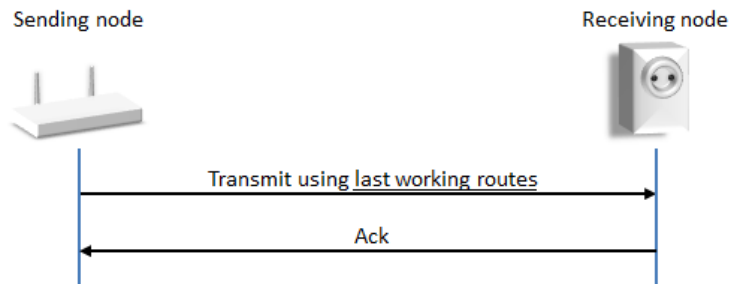 Sending node
Receiving node
Transmit using last working routes
Ack